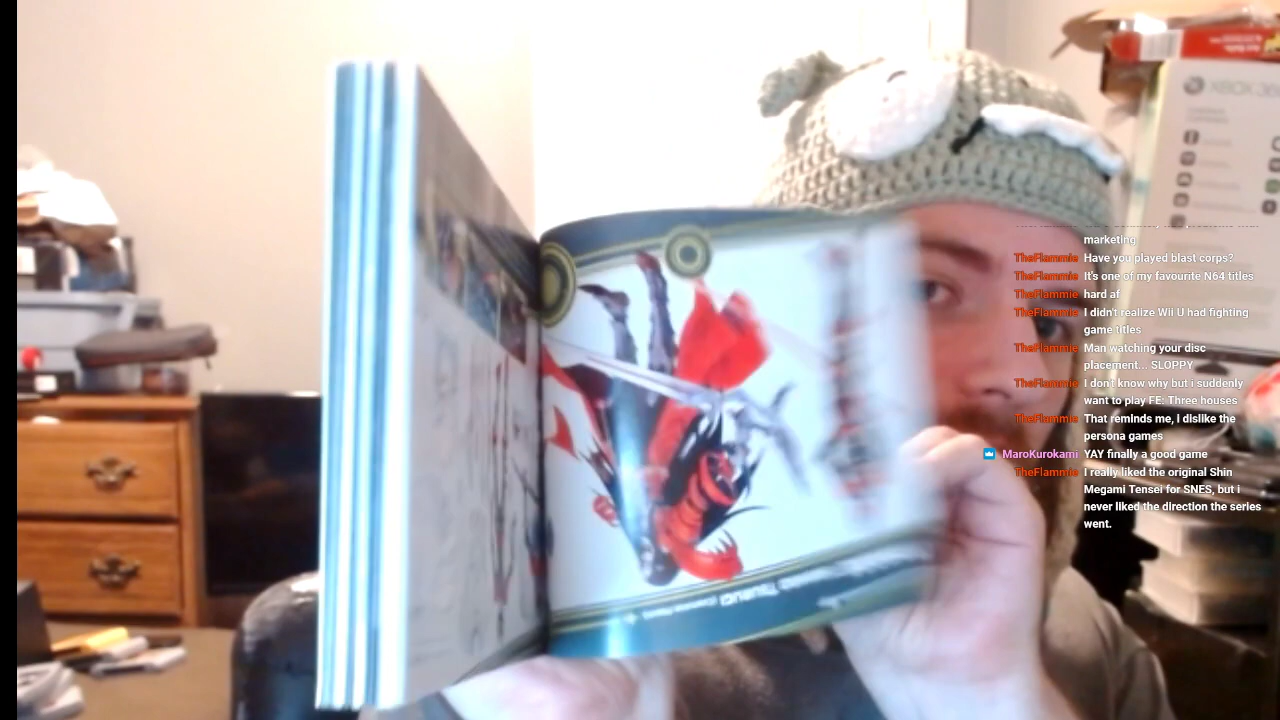 XBOX 360
marketing
TheFlammie Have you played blast corps?
TheFlammie It's one of my favourite N64 titles
TheFlammie hard af
TheFlammie I didn't realize Wii U had fighting
game titles
TheFlammie Man watching your disc
placement... SLOPPY
TheFlammie I don't know why but i suddenly
want to play FE: Three houses
TheFlammie That reminds me, i dislike the
persona games
MaroKurokami YAY finally a good game
TheFlammie I really liked the original Shin
Megami Tensei for SNES, but i
never liked the direction the series
went.
TSURUGI